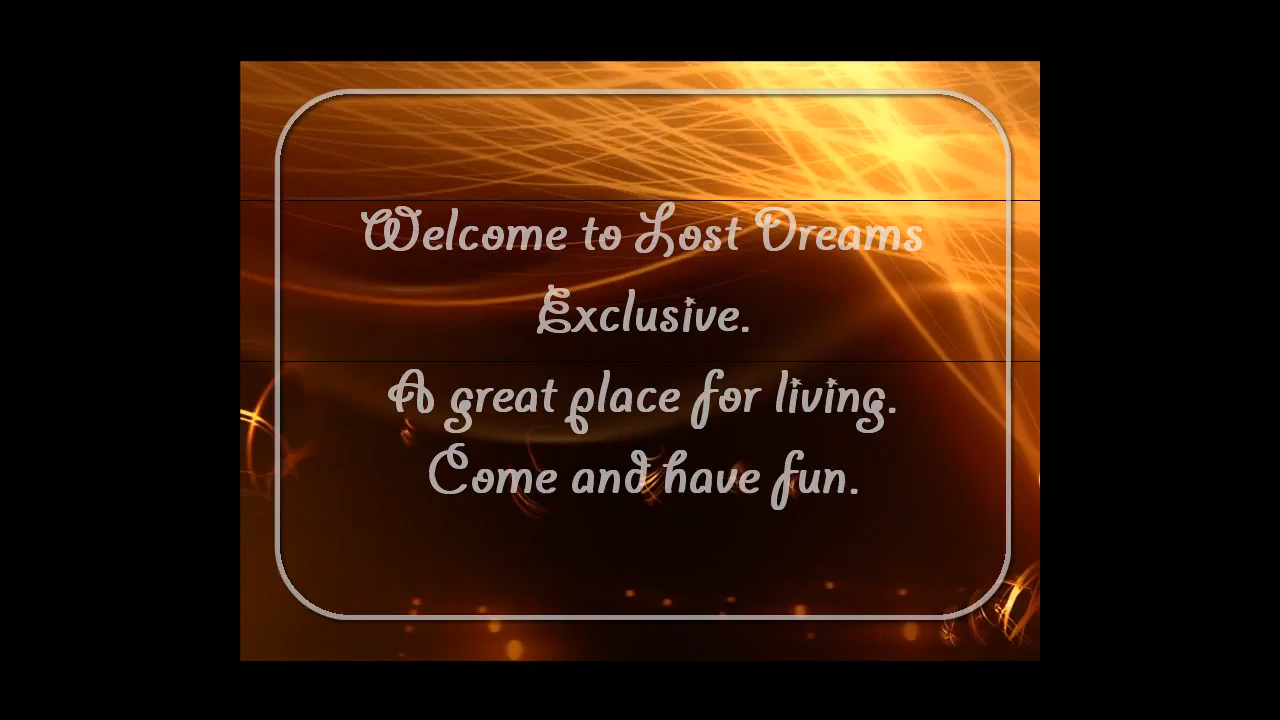 Welcome to Lost Dreams
Exclusive.
A great place for living.
Come and have fun.